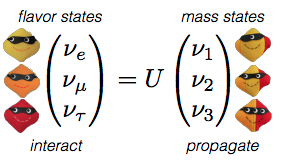 flavor states mass states
νe ν1
νμ = U ν2
ντ ν3
interact propagate